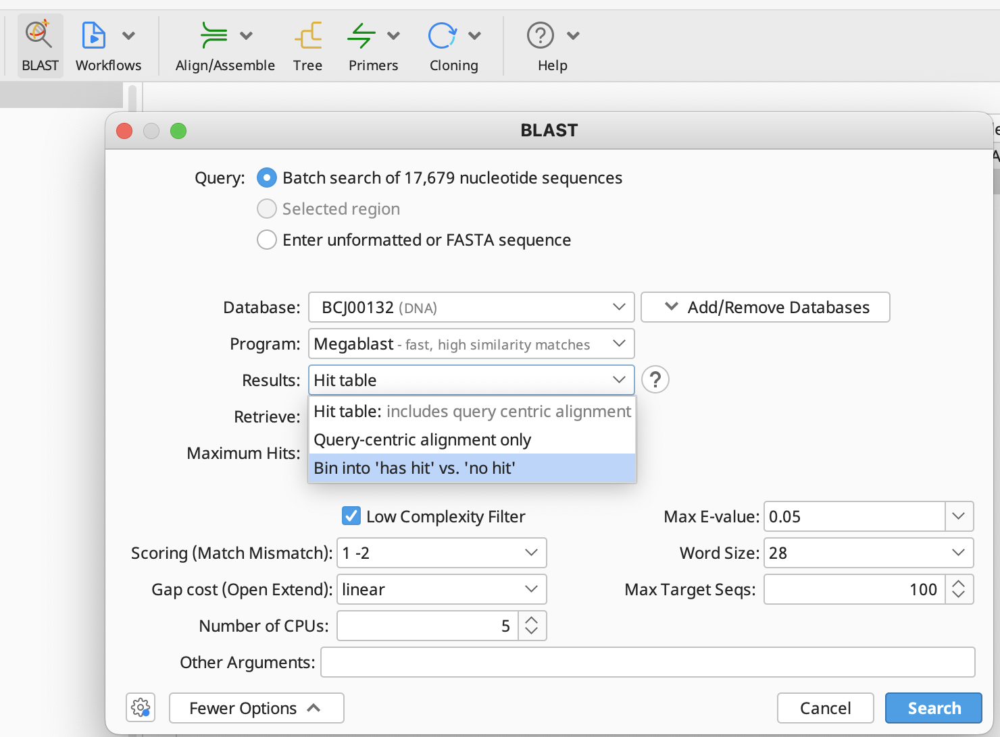 BLAST Workflows Align/Assemble Tree Primers Cloning Help
BLAST
Query: Batch search of 17,679 nucleotide sequences
Selected region
Enter unformatted or FASTA sequence
Database: BCJ00132 (DNA) Add/Remove Databases
Program: Megablast - fast, high similarity matches
Results: Hit table ?
Retrieve: Hit table: includes query centric alignment
Query-centric alignment only
Maximum Hits: Bin into 'has hit' vs. 'no hit'
Low Complexity Filter Max E-value: 0.05
Scoring (Match Mismatch): 1 -2 Word Size: 28
Gap cost (Open Extend): linear Max Target Seqs: 100
Number of CPUs: 5
Other Arguments:
Fewer Options Cancel Search